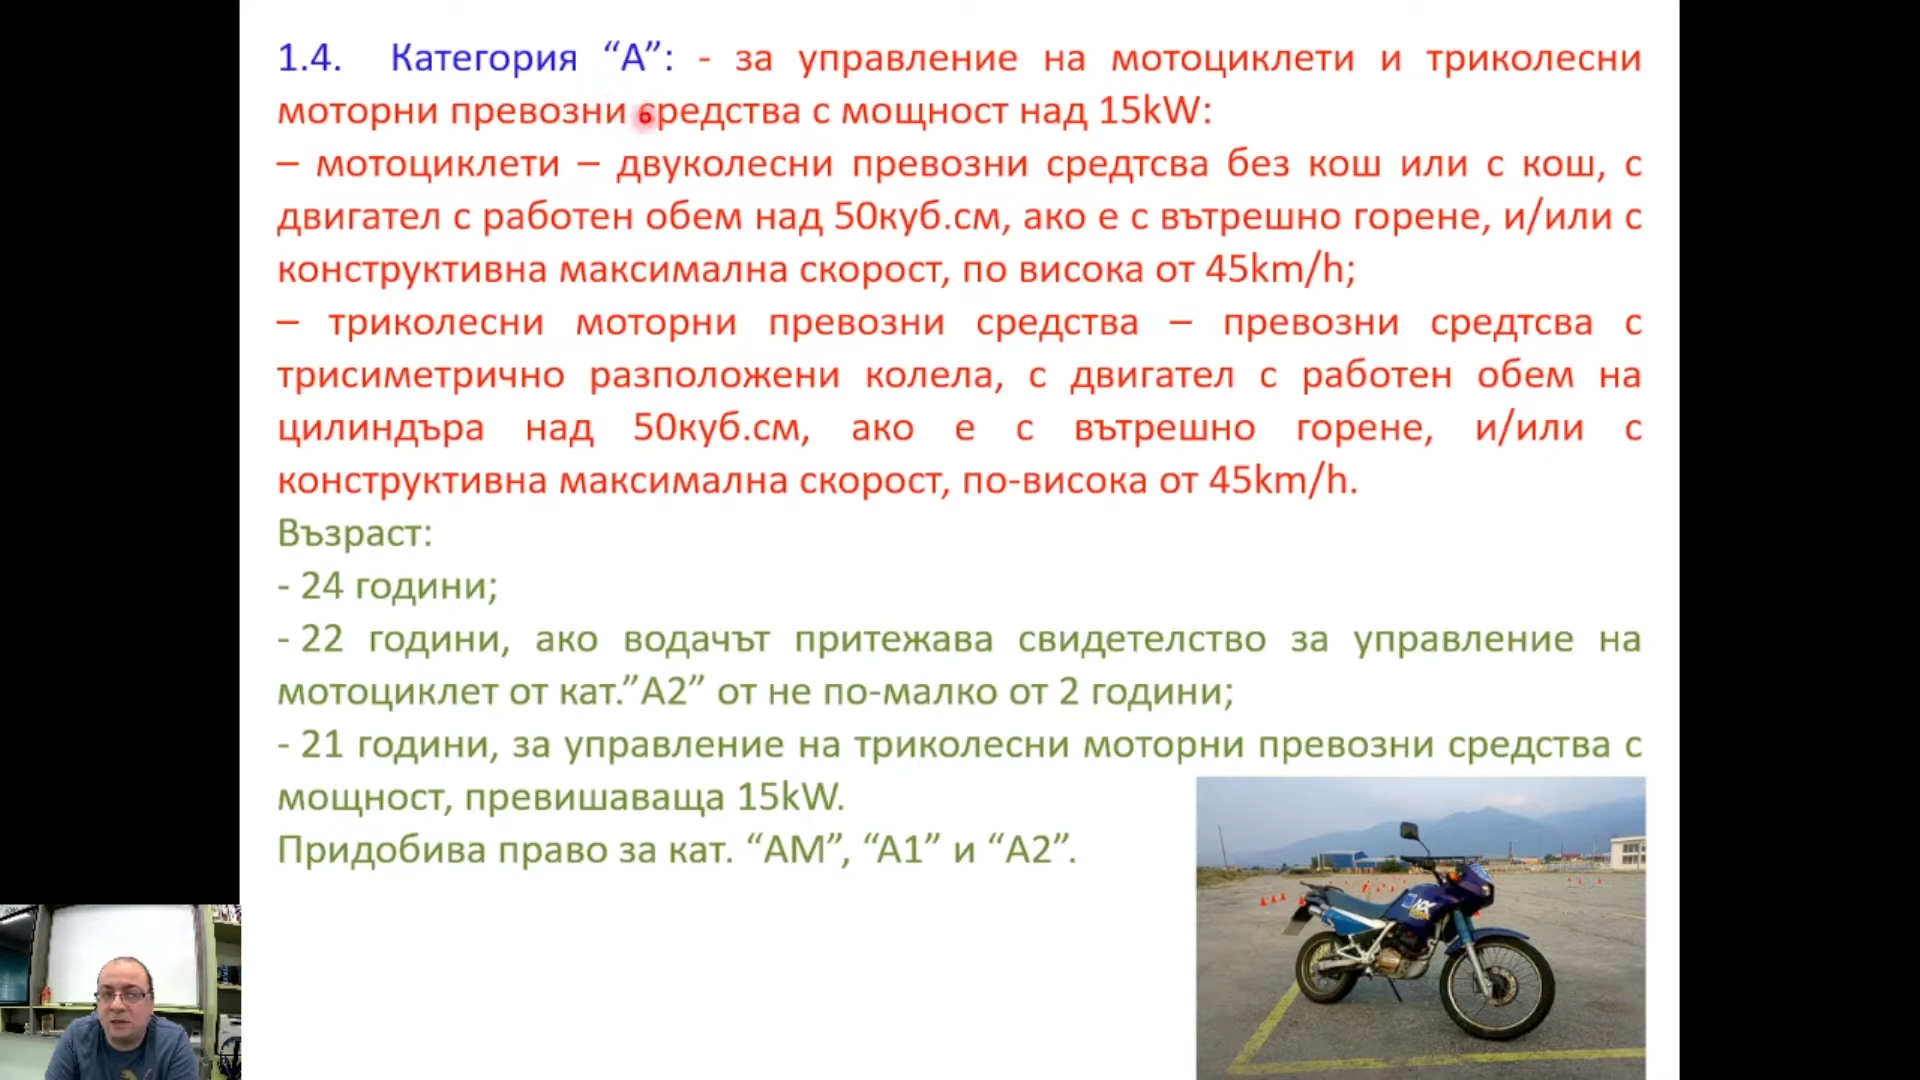 1.4. Категория “А”: - за управление на мотоциклети и триколесни
моторни превозни средства с мощност над 15kW:
– мотоциклети – двуколесни превозни средтсва без кош или с кош, с
двигател с работен обем над 50куб.см, ако е с вътрешно горене, и/или с
конструктивна максимална скорост, по висока от 45km/h;
– триколесни моторни превозни средства – превозни средтсва с
трисиметрично разположени колела, с двигател с работен обем на
цилиндъра над 50куб.см, ако е с вътрешно горене, и/или с
конструктивна максимална скорост, по-висока от 45km/h.
Възраст:
- 24 години;
- 22 години, ако водачът притежава свидетелство за управление на
мотоциклет от кат.”А2” от не по-малко от 2 години;
- 21 години, за управление на триколесни моторни превозни средства с
мощност, превишаваща 15kW.
Придобива право за кат. “АМ”, “А1” и “А2”.
NX